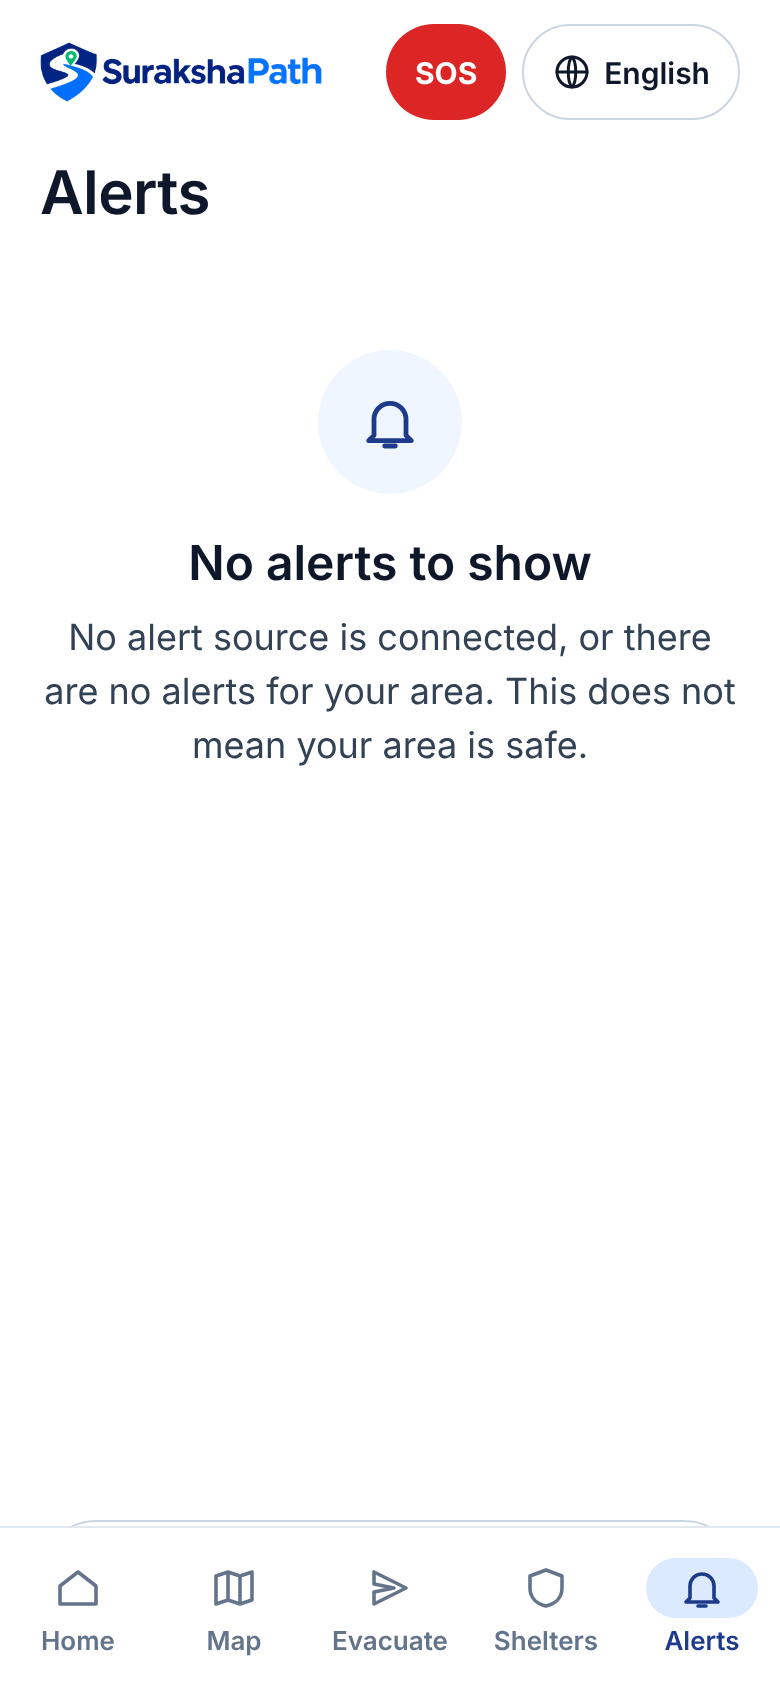 SurakshaPath
SOS
English
Alerts
No alerts to show
No alert source is connected, or there
are no alerts for your area. This does not
mean your area is safe.
Home
Map
Evacuate
Shelters
Alerts